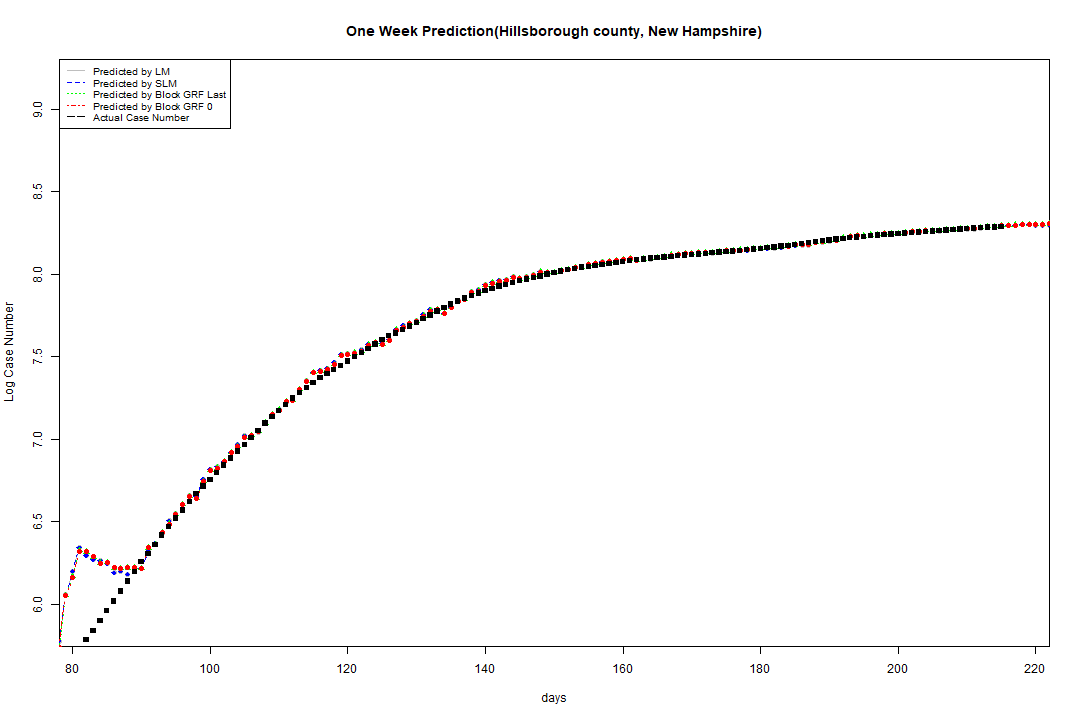 One Week Prediction(Hillsborough county, New Hampshire)
Predicted by LM
Predicted by SLM
Predicted by Block GRF Last
Predicted by Block GRF 0
Actual Case Number
9.0
8.5
8.0
7.5
7.0
6.5
6.0
Log Case Number
80 100 120 140 160 180 200 220
days